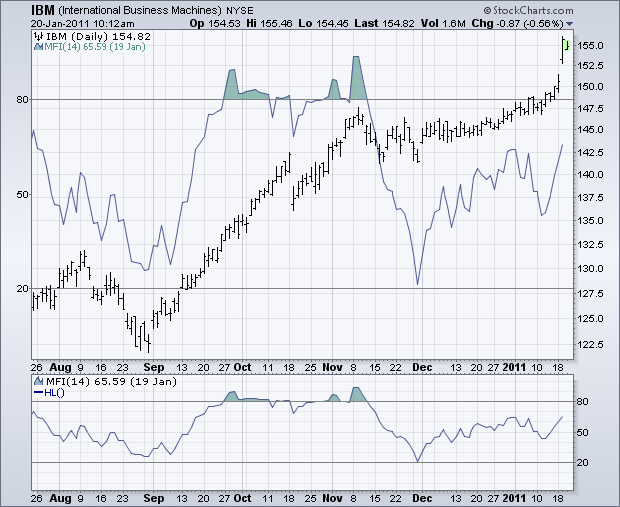 IBM (International Business Machines) NYSE © StockCharts.com
20-Jan-2011 10:12am Op 154.53 Hi 155.46 Lo 154.45 Last 154.82 Vol 1.6M Chg -0.87 (-0.56%)
IBM (Daily) 154.82
MFI(14) 65.59 (19 Jan)
155.0
152.5
150.0
80
147.5
145.0
142.5
140.0
50
137.5
135.0
132.5
130.0
20
127.5
125.0
122.5
26 Aug 9 16 23 Sep 13 20 27 Oct 11 18 25 Nov 8 15 22 Dec 13 20 27 2011 10 18
MFI(14) 65.59 (19 Jan)
HL()
80
50
20
26 Aug 9 16 23 Sep 13 20 27 Oct 11 18 25 Nov 8 15 22 Dec 13 20 27 2011 10 18